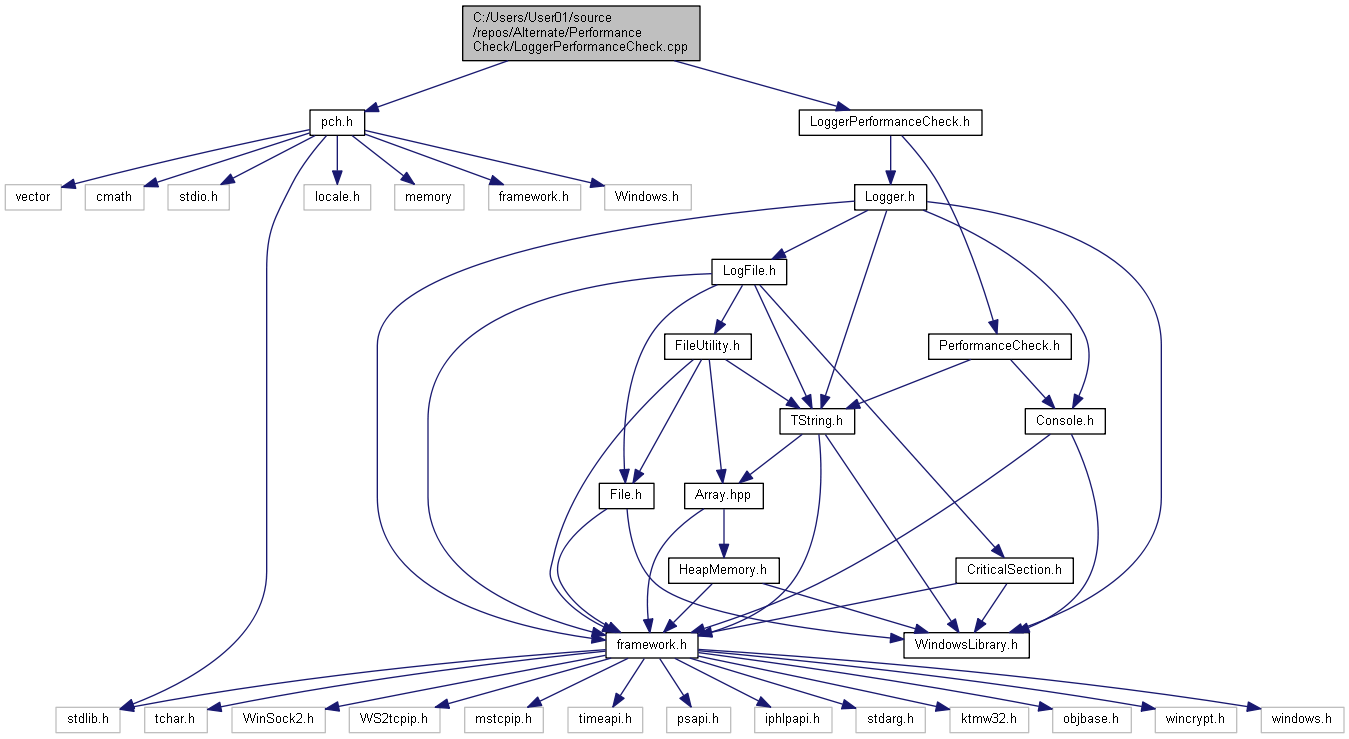 C:/Users/User01/source
/repos/Alternate/Performance
Check/LoggerPerformanceCheck.cpp
pch.h
LoggerPerformanceCheck.h
vector
cmath
stdio.h
locale.h
memory
framework.h
Windows.h
Logger.h
LogFile.h
FileUtility.h
PerformanceCheck.h
TString.h
Console.h
File.h
Array.hpp
HeapMemory.h
CriticalSection.h
framework.h
WindowsLibrary.h
stdlib.h
tchar.h
WinSock2.h
WS2tcpip.h
mstcpip.h
timeapi.h
psapi.h
iphlpapi.h
stdarg.h
ktmw32.h
objbase.h
wincrypt.h
windows.h